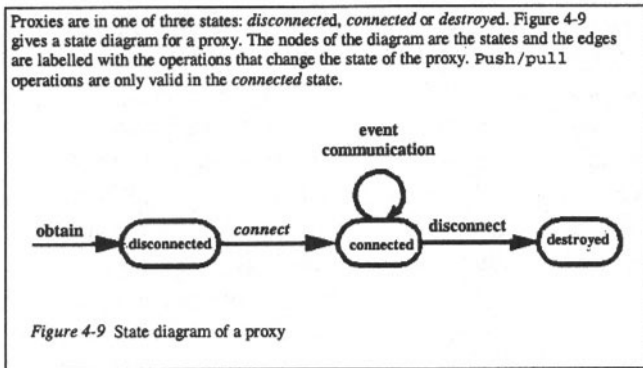 Proxies are in one of three states: disconnected, connected or destroyed. Figure 4-9
gives a state diagram for a proxy. The nodes of the diagram are the states and the edges
are labelled with the operations that change the state of the proxy. Push/pull
operations are only valid in the connected state.
event
communication
obtain
disconnected
connect
connected
disconnect
destroyed
Figure 4-9 State diagram of a proxy